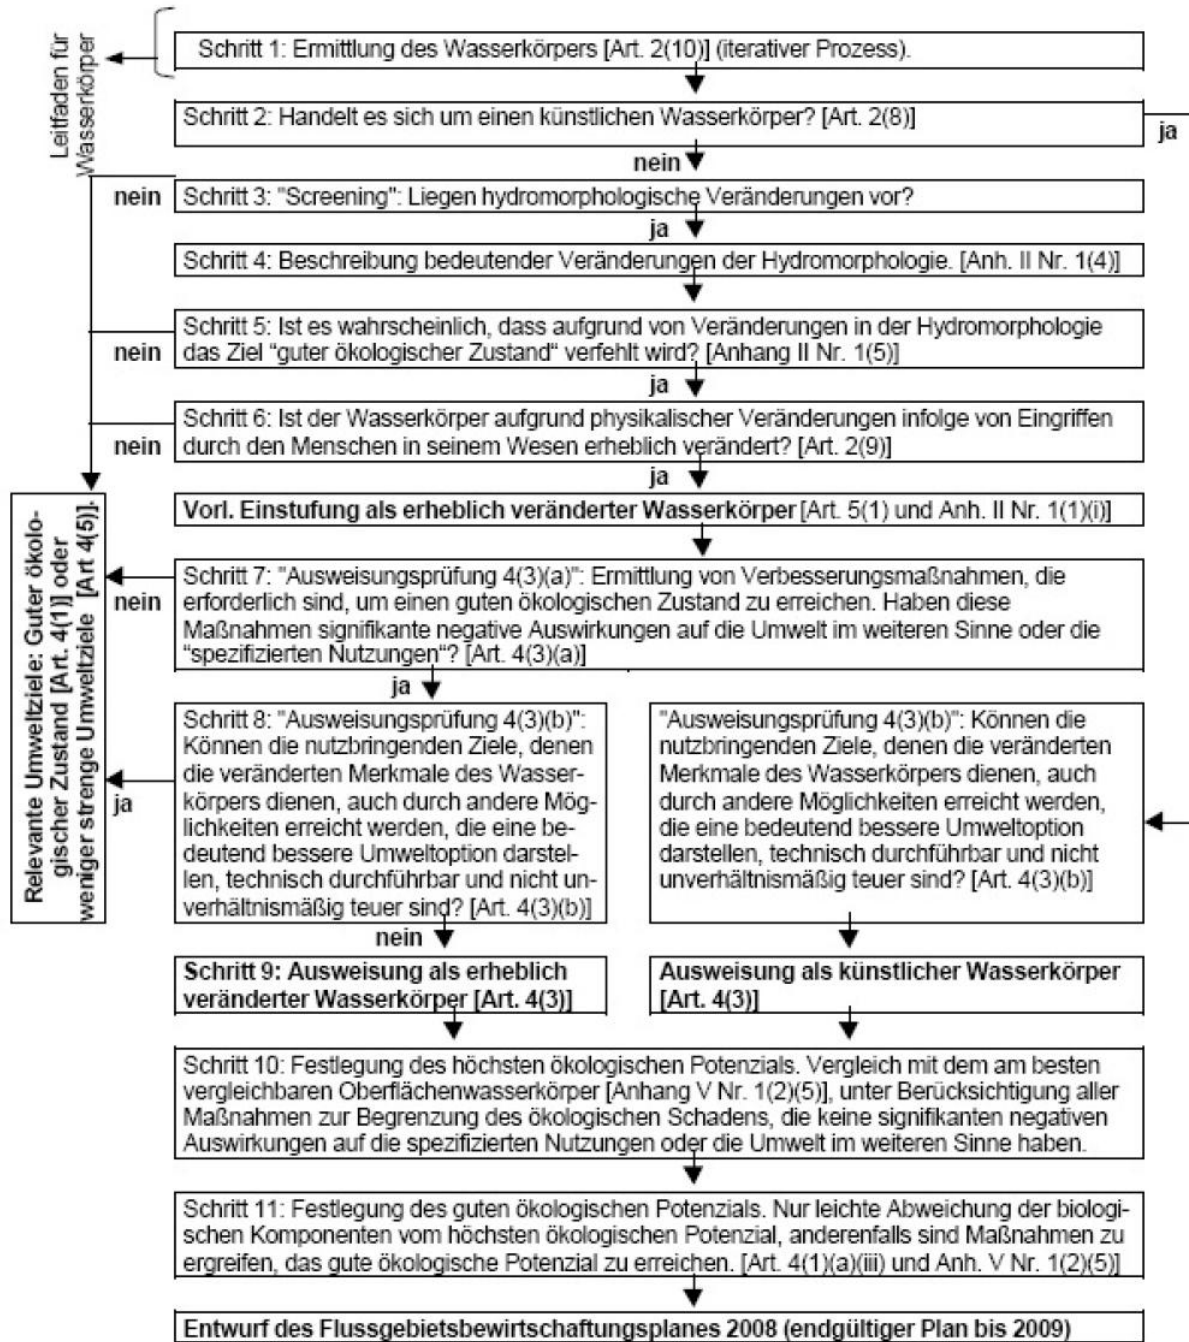 Leitfaden für
Wasserkörper
Schritt 1: Ermittlung des Wasserkörpers [Art. 2(10)] (iterativer Prozess).
Schritt 2: Handelt es sich um einen künstlichen Wasserkörper? [Art. 2(8)]
ja
nein
nein
Schritt 3: "Screening": Liegen hydromorphologische Veränderungen vor?
ja
Schritt 4: Beschreibung bedeutender Veränderungen der Hydromorphologie. [Anh. II Nr. 1(4)]
Schritt 5: Ist es wahrscheinlich, dass aufgrund von Veränderungen in der Hydromorphologie
das Ziel “guter ökologischer Zustand“ verfehlt wird? [Anhang II Nr. 1(5)]
nein
ja
Schritt 6: Ist der Wasserkörper aufgrund physikalischer Veränderungen infolge von Eingriffen
durch den Menschen in seinem Wesen erheblich verändert? [Art. 2(9)]
nein
ja
Vorl. Einstufung als erheblich veränderter Wasserkörper [Art. 5(1) und Anh. II Nr. 1(1)(i)]
Relevante Umweltziele: Guter ökolo-
gischer Zustand [Art. 4(1)] oder
weniger strenge Umweltziele [Art 4(5)].
Schritt 7: "Ausweisungsprüfung 4(3)(a)": Ermittlung von Verbesserungsmaßnahmen, die
erforderlich sind, um einen guten ökologischen Zustand zu erreichen. Haben diese
Maßnahmen signifikante negative Auswirkungen auf die Umwelt im weiteren Sinne oder die
“spezifizierten Nutzungen“? [Art. 4(3)(a)]
nein
ja
Schritt 8: "Ausweisungsprüfung 4(3)(b)":
Können die nutzbringenden Ziele, denen
die veränderten Merkmale des Wasser-
körpers dienen, auch durch andere Mög-
lichkeiten erreicht werden, die eine be-
deutend bessere Umweltoption darstel-
len, technisch durchführbar und nicht un-
verhältnismäßig teuer sind? [Art. 4(3)(b)]
ja
nein
"Ausweisungsprüfung 4(3)(b)": Können die
nutzbringenden Ziele, denen die veränderten
Merkmale des Wasserkörpers dienen, auch
durch andere Möglichkeiten erreicht werden,
die eine bedeutend bessere Umweltoption
darstellen, technisch durchführbar und nicht
unverhältnismäßig teuer sind? [Art. 4(3)(b)]
Schritt 9: Ausweisung als erheblich
veränderter Wasserkörper [Art. 4(3)]
Ausweisung als künstlicher Wasserkörper
[Art. 4(3)]
Schritt 10: Festlegung des höchsten ökologischen Potenzials. Vergleich mit dem am besten
vergleichbaren Oberflächenwasserkörper [Anhang V Nr. 1(2)(5)], unter Berücksichtigung aller
Maßnahmen zur Begrenzung des ökologischen Schadens, die keine signifikanten negativen
Auswirkungen auf die spezifizierten Nutzungen oder die Umwelt im weiteren Sinne haben.
Schritt 11: Festlegung des guten ökologischen Potenzials. Nur leichte Abweichung der biologi-
schen Komponenten vom höchsten ökologischen Potenzial, anderenfalls sind Maßnahmen zu
ergreifen, das gute ökologische Potenzial zu erreichen. [Art. 4(1)(a)(iii) und Anh. V Nr. 1(2)(5)]
Entwurf des Flussgebietsbewirtschaftungsplanes 2008 (endgültiger Plan bis 2009)